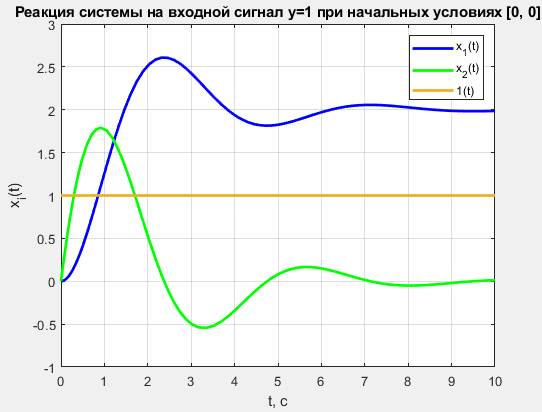 Реакция системы на входной сигнал y=1 при начальных условиях [0, 0]
3
2.5
2
1.5
1
0.5
0
-0.5
-1
x_i(t)
x_1(t)
x_2(t)
1(t)
0 1 2 3 4 5 6 7 8 9 10
t, c